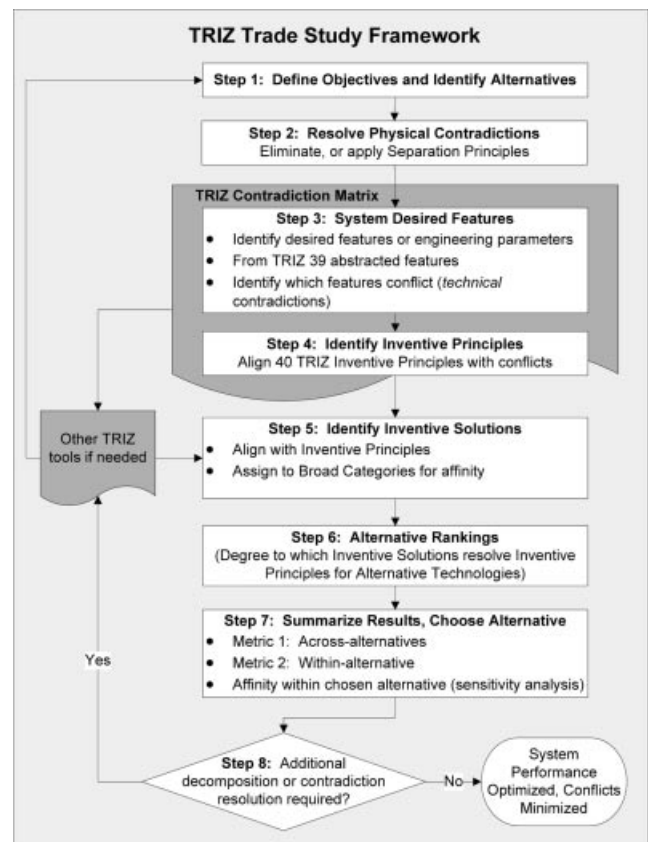 TRIZ Trade Study Framework
Step 1: Define Objectives and Identify Alternatives
Step 2: Resolve Physical Contradictions
Eliminate, or apply Separation Principles
TRIZ Contradiction Matrix
Step 3: System Desired Features
● Identify desired features or engineering parameters
● From TRIZ 39 abstracted features
● Identify which features conflict (technical
contradictions)
Step 4: Identify Inventive Principles
Align 40 TRIZ Inventive Principles with conflicts
Other TRIZ
tools if needed
Step 5: Identify Inventive Solutions
● Align with Inventive Principles
● Assign to Broad Categories for affinity
Step 6: Alternative Rankings
(Degree to which Inventive Solutions resolve Inventive
Principles for Alternative Technologies)
Step 7: Summarize Results, Choose Alternative
● Metric 1: Across-alternatives
● Metric 2: Within-alternative
● Affinity within chosen alternative (sensitivity analysis)
Yes
Step 8: Additional
decomposition or contradiction
resolution required?
No
System
Performance
Optimized, Conflicts
Minimized